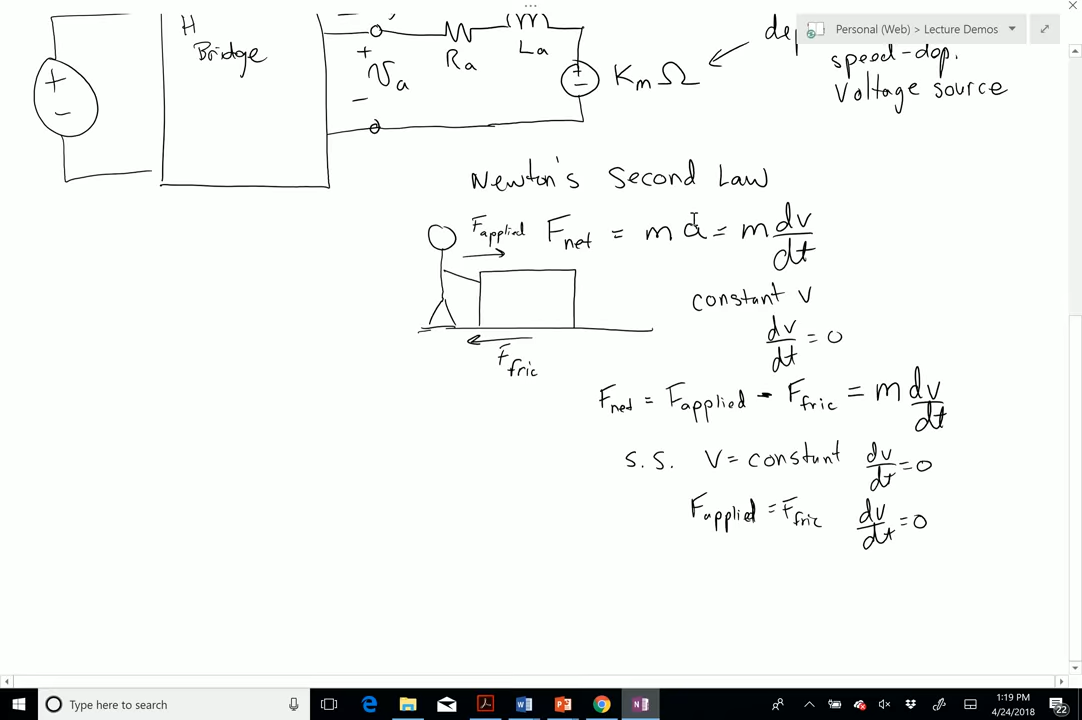 Personal (Web) > Lecture Demos
H
Bridge
+
−
+
Va
−
Ra
La
+
−
KmΩ
speed-dep.
Voltage source
Newton's Second Law
Fapplied
Fnet = ma = m dv/dt
constant v
dv/dt = 0
Ffric
Fnet = Fapplied - Ffric = m dv/dt
S.S. V = constant dv/dt = 0
Fapplied = Ffric dv/dt = 0
Type here to search
1:19 PM
4/24/2018
22